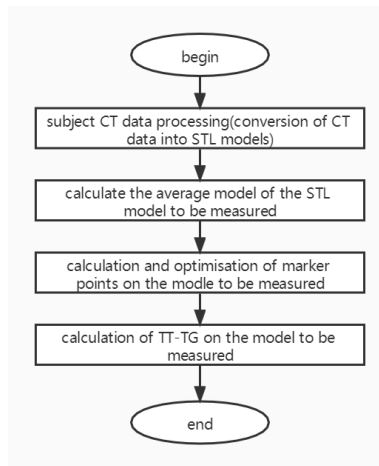 begin
subject CT data processing(conversion of CT
data into STL models)
calculate the average model of the STL
model to be measured
calculation and optimisation of marker
points on the modle to be measured
calculation of TT-TG on the model to be
measured
end